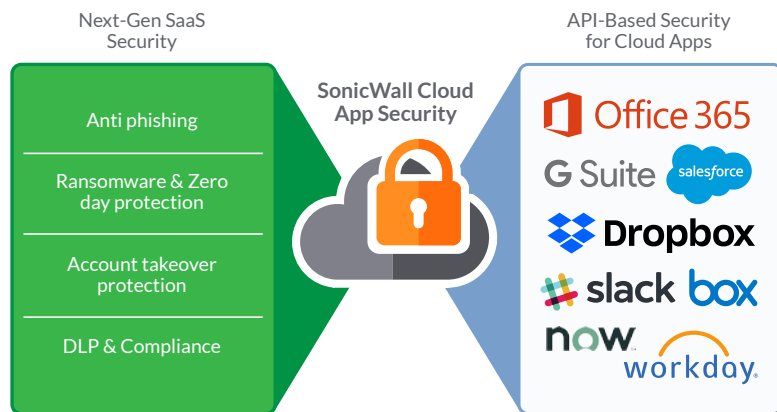 Next-Gen SaaS
Security
Anti phishing
Ransomware & Zero
day protection
Account takeover
protection
DLP & Compliance
SonicWall Cloud
App Security
API-Based Security
for Cloud Apps
Office 365
G Suite
salesforce
Dropbox
slack
box
now
workday